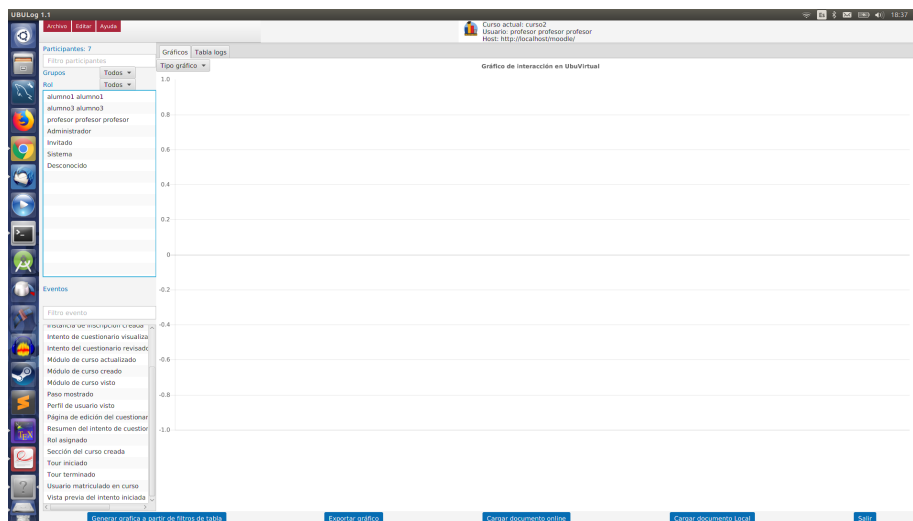 UBULog 1.1
Es
18:37
Archivo Editar Ayuda
Curso actual: curso2
Usuario: profesor profesor profesor
Host: http://localhost/moodle/
Participantes: 7
Filtro participantes
Grupos Todos
Rol Todos
alumno1 alumno1
alumno3 alumno3
profesor profesor profesor
Administrador
Invitado
Sistema
Desconocido
Eventos
Filtro evento
Instancia de inscripción creada
Intento de cuestionario visualiza
Intento del cuestionario revisado
Módulo de curso actualizado
Módulo de curso creado
Módulo de curso visto
Paso mostrado
Perfil de usuario visto
Página de edición del cuestionar
Resumen del intento de cuestior
Rol asignado
Sección del curso creada
Tour iniciado
Tour terminado
Usuario matriculado en curso
Vista previa del intento iniciada
Gráficos Tabla logs
Tipo gráfico
Gráfico de interacción en UbuVirtual
1.0
0.8
0.6
0.4
0.2
0
-0.2
-0.4
-0.6
-0.8
-1.0
Generar grafica a partir de filtros de tabla
Exportar gráfico
Cargar documento online
Cargar documento Local
Salir